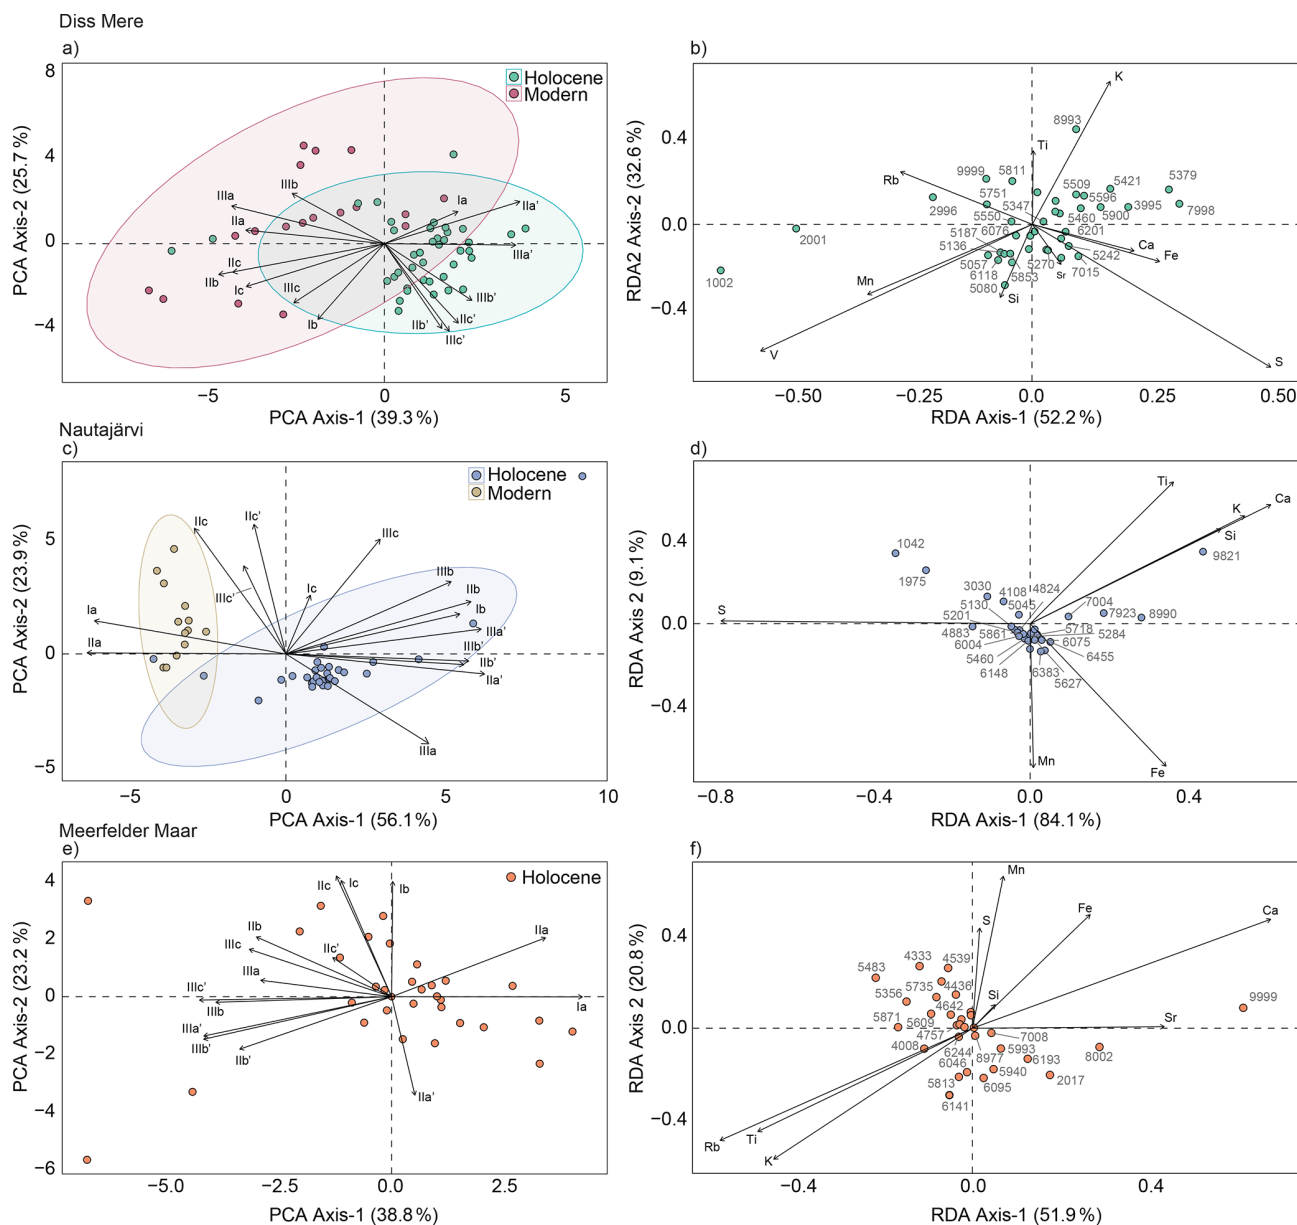 Diss Mere
a)
Holocene
Modern
8
4
0
−4
−5
0
5
PCA Axis-2 (25.7 %)
PCA Axis-1 (39.3 %)
IIIa
IIIb
IIa
Ia
IIa'
IIIa'
IIc
IIb
Ic
IIIc
Ib
IIIb'
IIb'
IIc'
IIIc'
b)
K
8993
Ti
0.4
9999
5811
Rb
5751
5509
5421
5379
5596
2996
5347
5550
5460
5900
3995
7998
0.0
2001
5187
6076
6201
5136
Ca
5242
Fe
5057
5270
sr
7015
1002
6118
5853
Mn
5080
Si
−0.4
V
S
−0.50
−0.25
0.00
0.25
0.50
RDA2 Axis-2 (32.6 %)
RDA Axis-1 (52.2 %)
Nautajärvi
c)
Holocene
Modern
5
0
−5
−5
0
5
10
PCA Axis-2 (23.9 %)
PCA Axis-1 (56.1 %)
IIc
IIc'
IIIc
IIIc'
Ic
IIIb
IIb
Ib
Ia
IIIa'
IIa
IIIb'
IIb'
IIa'
IIIa
d)
Ti
K
Ca
Si
0.4
1042
9821
1975
3030
4108
4824
S
5130
5045
7004
7923
8990
0.0
5201
4883
5861
5718
5284
6004
6075
5460
6455
6148
6383
5627
−0.4
Mn
Fe
−0.8
−0.4
0.0
0.4
RDA Axis 2 (9.1 %)
RDA Axis-1 (84.1 %)
Meerfelder Maar
e)
Holocene
4
2
0
−2
−4
−6
−5.0
0.0
2.5
PCA Axis-2 (23.2 %)
PCA Axis-1 (38.8 %)
IIc
Ic
Ib
IIb
IIa
IIIc
IIc'
IIIa
IIIc'
IIIb
Ia
IIIa'
IIIb'
IIb'
IIa'
f)
Mn
Fe
Ca
S
0.4
4333
4539
5483
5735
4436
5356
Si
9999
4642
Sr
5871
5609
0.0
4757
7008
4008
6244
8977
5993
8002
6046
6193
5940
2017
5813
6095
6141
−0.4
Rb
Ti
K
−0.4
0.0
0.4
RDA Axis 2 (20.8 %)
RDA Axis-1 (51.9 %)